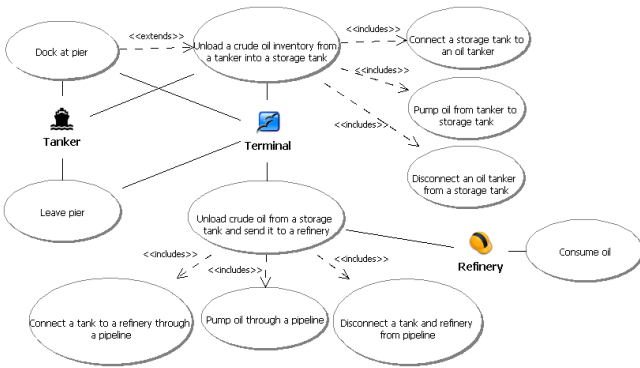 Dock at pier
<<extends>>
Unload a crude oil inventory from
a tanker into a storage tank
<<includes>>
Connect a storage tank to
an oil tanker
<<includes>>
Pump oil from tanker to
storage tank
<<includes>>
Disconnect an oil tanker
from a storage tank
Tanker
Terminal
Leave pier
Unload crude oil from a storage
tank and send it to a refinery
Refinery
Consume oil
<<includes>>
<<includes>>
<<includes>>
Connect a tank to a refinery through
a pipeline
Pump oil through a pipeline
Disconnect a tank and refinery
from pipeline